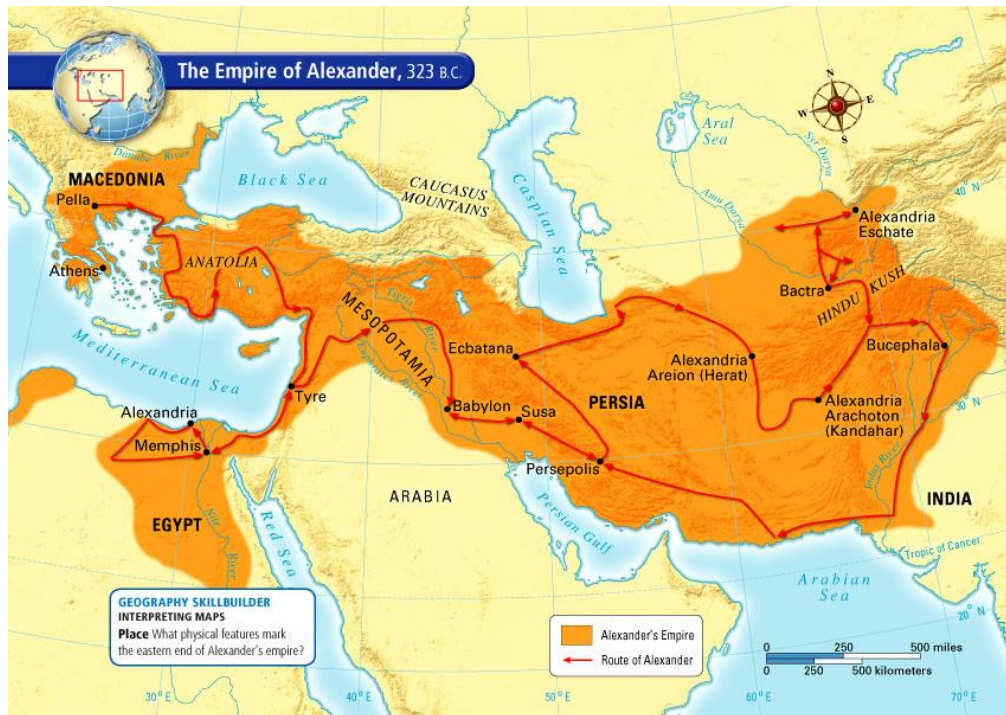 The Empire of Alexander, 323 B.C.
N
W
E
S
Aral
Sea
Syr Darya
Amu Darya
40°N
Danube River
MACEDONIA
Pella
Black Sea
CAUCASUS
MOUNTAINS
Caspian Sea
Alexandria
Eschate
Athens
ANATOLIA
Bactra
HINDU KUSH
MESOPOTAMIA
Tigris
River
Euphrates River
Mediterranean Sea
Ecbatana
Alexandria
Areion (Herat)
Bucephala
Tyre
Babylon
Susa
PERSIA
Alexandria
Arachoton
(Kandahar)
30°N
Alexandria
Memphis
Persepolis
Indus River
ARABIA
INDIA
EGYPT
Nile
River
Red Sea
Persian Gulf
Tropic of Cancer
Arabian
Sea
20°N
GEOGRAPHY SKILLBUILDER
INTERPRETING MAPS
Place What physical features mark
the eastern end of Alexander's empire?
Alexander's Empire
Route of Alexander
0 250 500 miles
0 250 500 kilometers
30°E
40°E
50°E
60°E
70°E